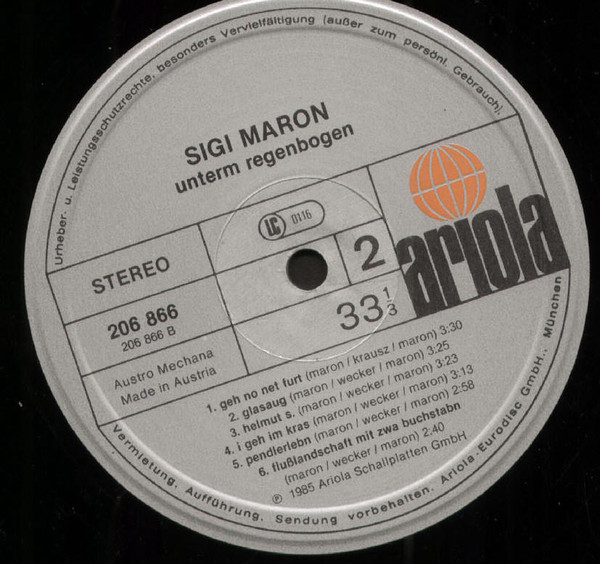 Urheber- u. Leistungsschutzrechte, besonders Vervielfältigung (außer zum persönl. Gebrauch),
SIGI MARON
unterm regenbogen
LC 0116
STEREO
2
ariola
206 866
206 866 B
33 1/3
Austro Mechana
Made in Austria
1. geh no net furt (maron / krausz / maron) 3:30
2. glasaug (maron / wecker / maron) 3:25
3. helmut s. (maron / wecker / maron) 3:23
4. i geh im kras (maron / wecker / maron) 3:13
5. pendlerlebn (maron / wecker / maron) 2:58
6. flußlandschaft mit zwa buchstabn
(maron / wecker / maron) 2,40
℗ 1985 Ariola Schallplatten GmbH
Vermietung. Aufführung. Sendung vorbehalten. Ariola-Eurodisc GmbH., München